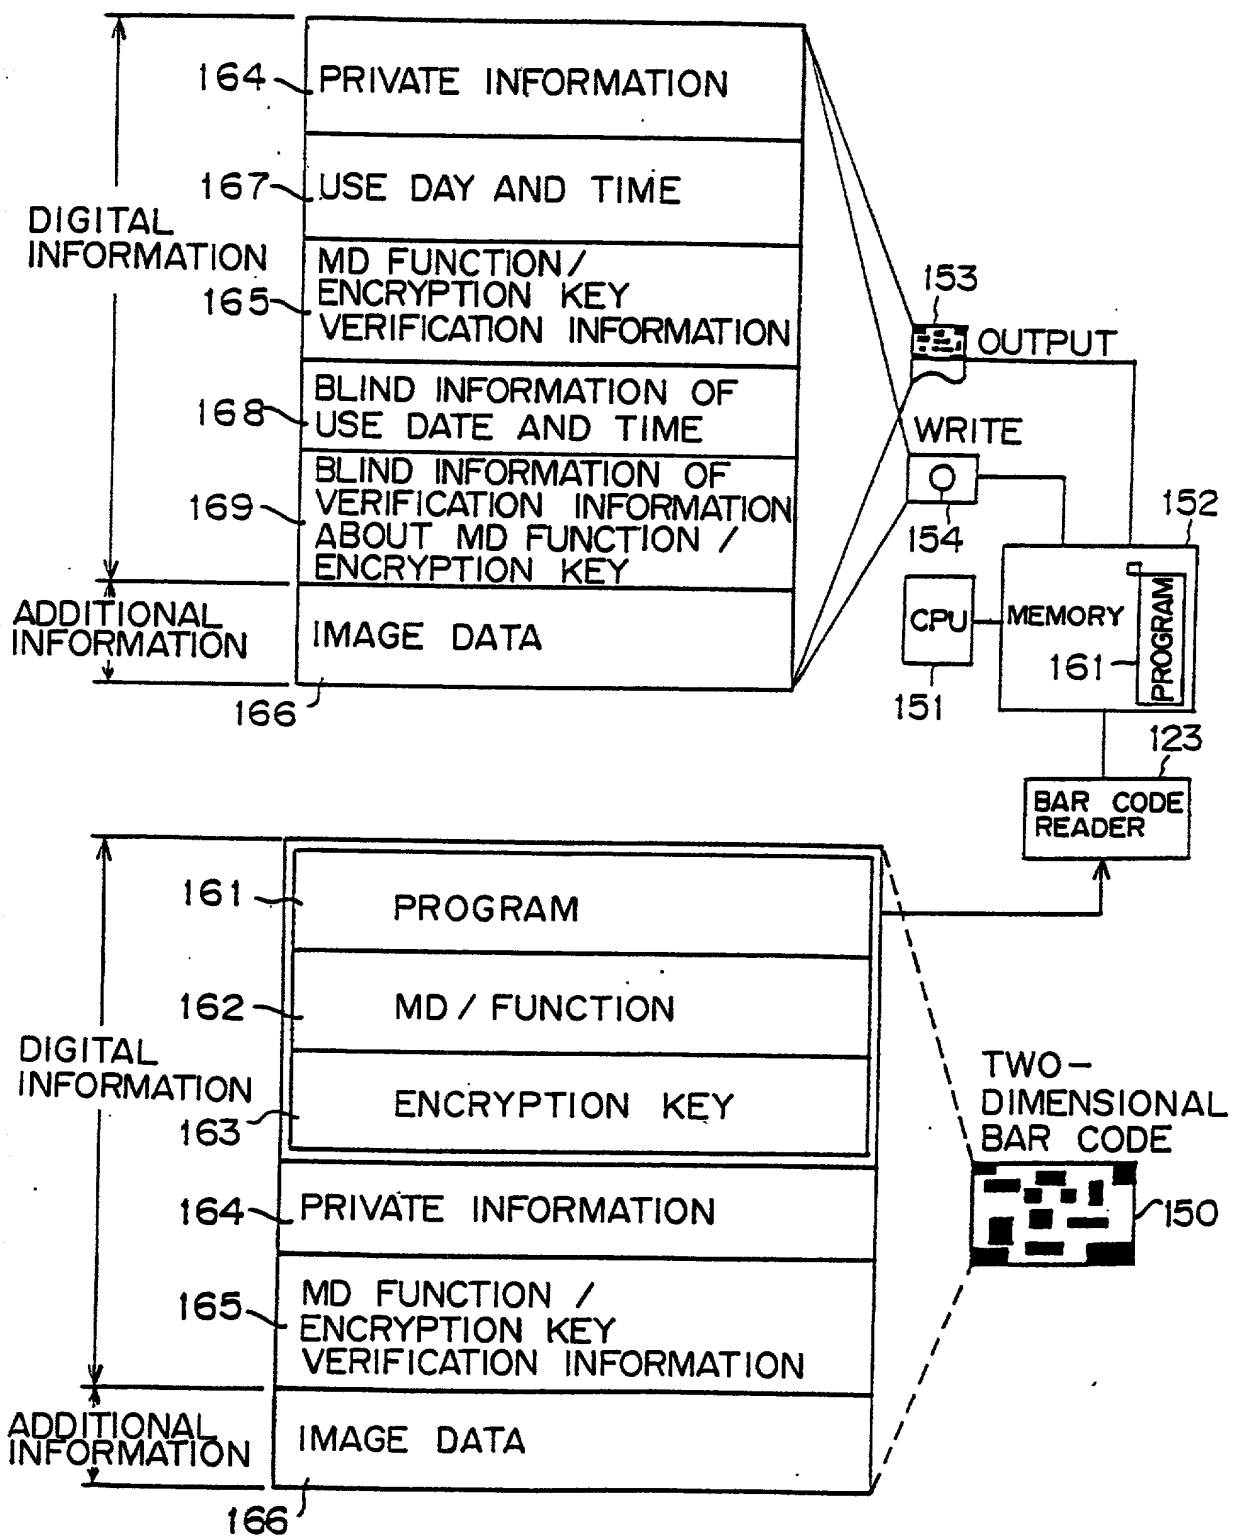 164 PRIVATE INFORMATION
167 USE DAY AND TIME
DIGITAL
INFORMATION
165 MD FUNCTION /
ENCRYPTION KEY
VERIFICATION INFORMATION
168 BLIND INFORMATION OF
USE DATE AND TIME
169 BLIND INFORMATION OF
VERIFICATION INFORMATION
ABOUT MD FUNCTION /
ENCRYPTION KEY
ADDITIONAL
INFORMATION
IMAGE DATA
166
153
OUTPUT
WRITE
154
152
CPU
151
MEMORY
161
PROGRAM
123
BAR CODE
READER
161 PROGRAM
162 MD / FUNCTION
DIGITAL
INFORMATION
163 ENCRYPTION KEY
164 PRIVATE INFORMATION
165 MD FUNCTION /
ENCRYPTION KEY
VERIFICATION INFORMATION
ADDITIONAL
INFORMATION
IMAGE DATA
166
TWO-
DIMENSIONAL
BAR CODE
150